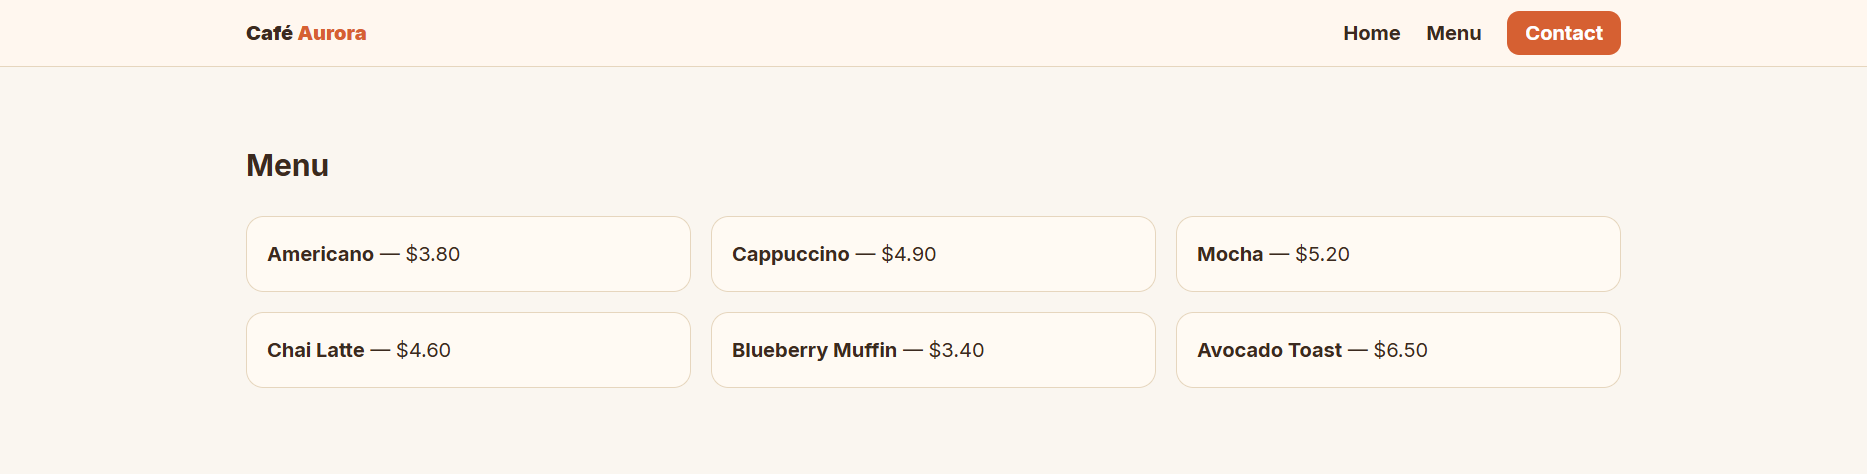 Café Aurora
Home Menu Contact
Menu
Americano — $3.80
Cappuccino — $4.90
Mocha — $5.20
Chai Latte — $4.60
Blueberry Muffin — $3.40
Avocado Toast — $6.50